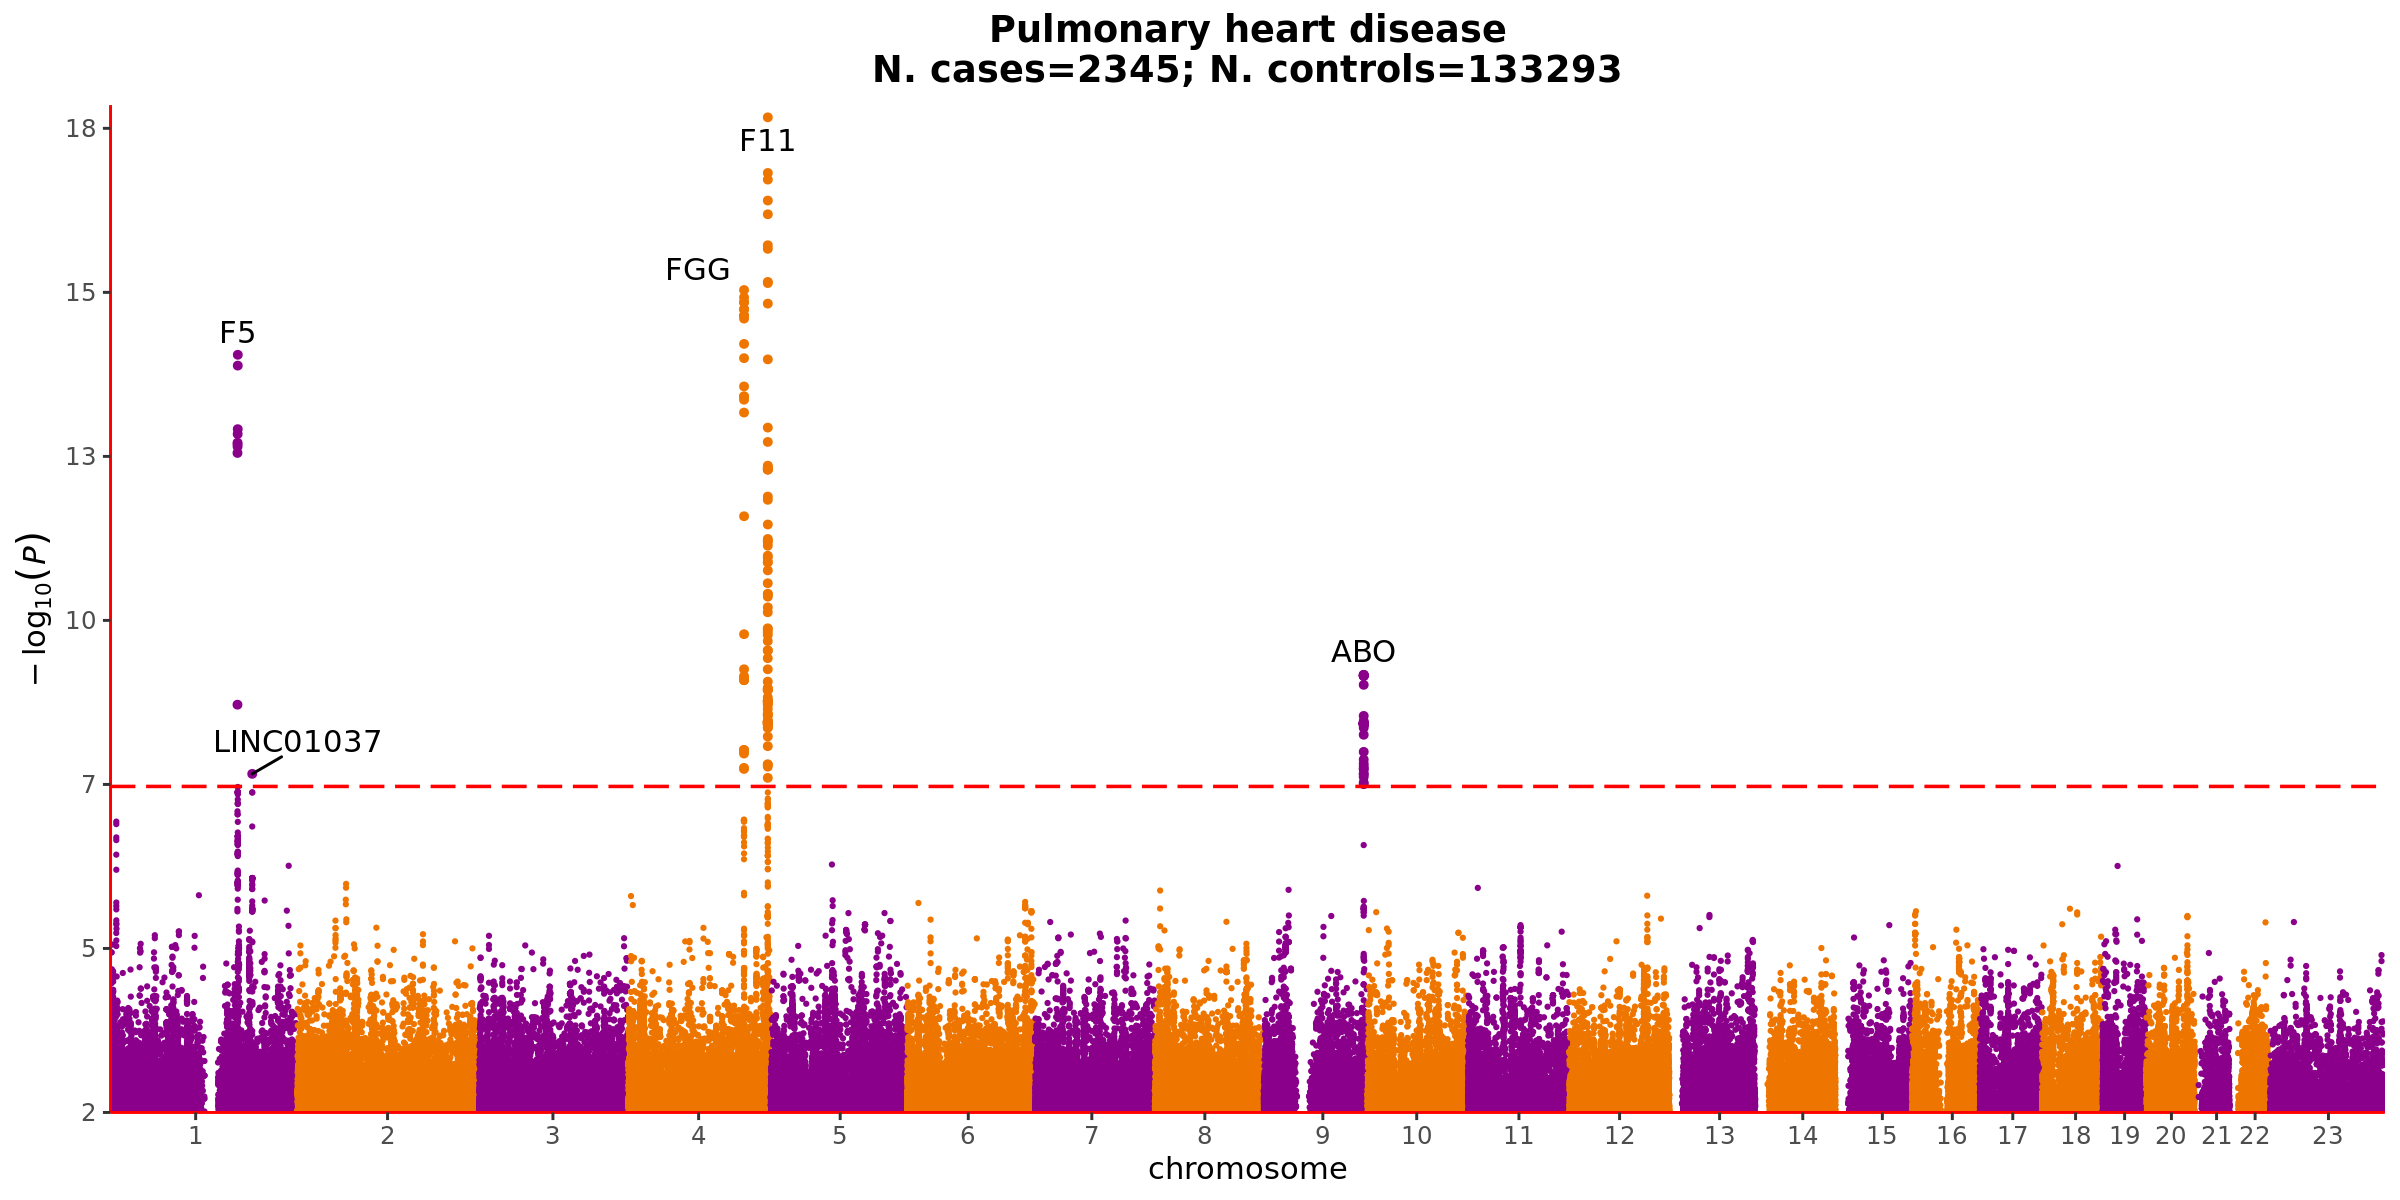 Pulmonary heart disease
N. cases=2345; N. controls=133293
18
F11
FGG
15
F5
13
− log₁₀(P)
10
ABO
LINC01037
7
5
2
1 2 3 4 5 6 7 8 9 10 11 12 13 14 15 16 17 18 19 20 21 22 23
chromosome